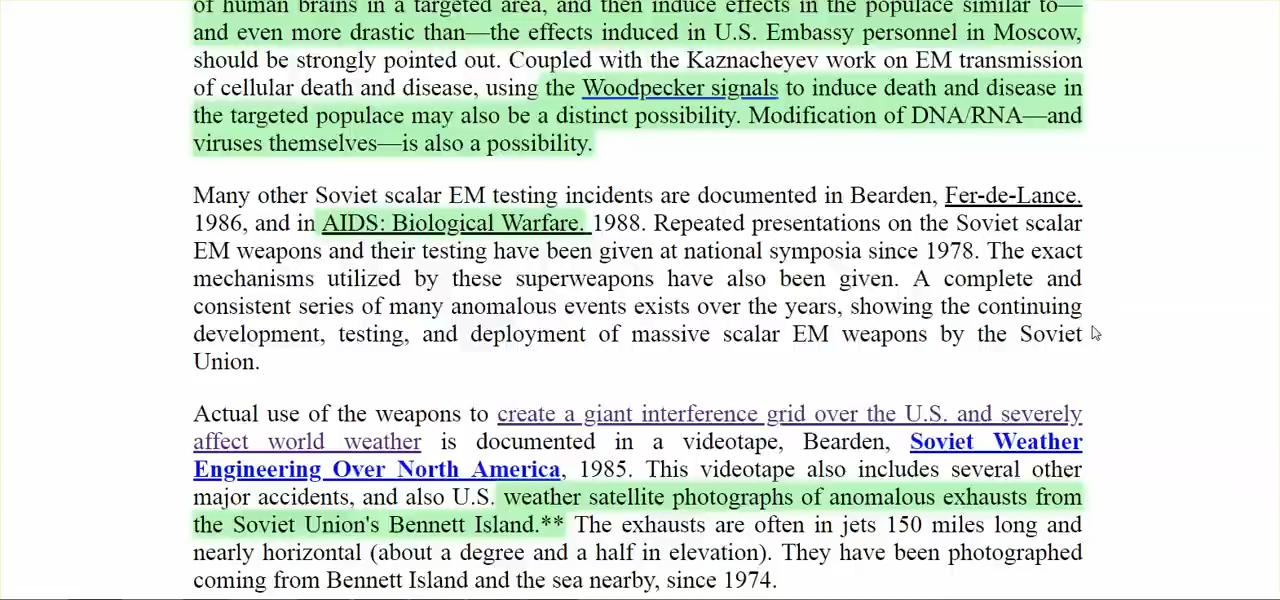 of human brains in a targeted area, and then induce effects in the populace similar to—
and even more drastic than—the effects induced in U.S. Embassy personnel in Moscow,
should be strongly pointed out. Coupled with the Kaznacheyev work on EM transmission
of cellular death and disease, using the Woodpecker signals to induce death and disease in
the targeted populace may also be a distinct possibility. Modification of DNA/RNA—and
viruses themselves—is also a possibility.
Many other Soviet scalar EM testing incidents are documented in Bearden, Fer-de-Lance.
1986, and in AIDS: Biological Warfare. 1988. Repeated presentations on the Soviet scalar
EM weapons and their testing have been given at national symposia since 1978. The exact
mechanisms utilized by these superweapons have also been given. A complete and
consistent series of many anomalous events exists over the years, showing the continuing
development, testing, and deployment of massive scalar EM weapons by the Soviet
Union.
Actual use of the weapons to create a giant interference grid over the U.S. and severely
affect world weather is documented in a videotape, Bearden, Soviet Weather
Engineering Over North America, 1985. This videotape also includes several other
major accidents, and also U.S. weather satellite photographs of anomalous exhausts from
the Soviet Union's Bennett Island.** The exhausts are often in jets 150 miles long and
nearly horizontal (about a degree and a half in elevation). They have been photographed
coming from Bennett Island and the sea nearby, since 1974.